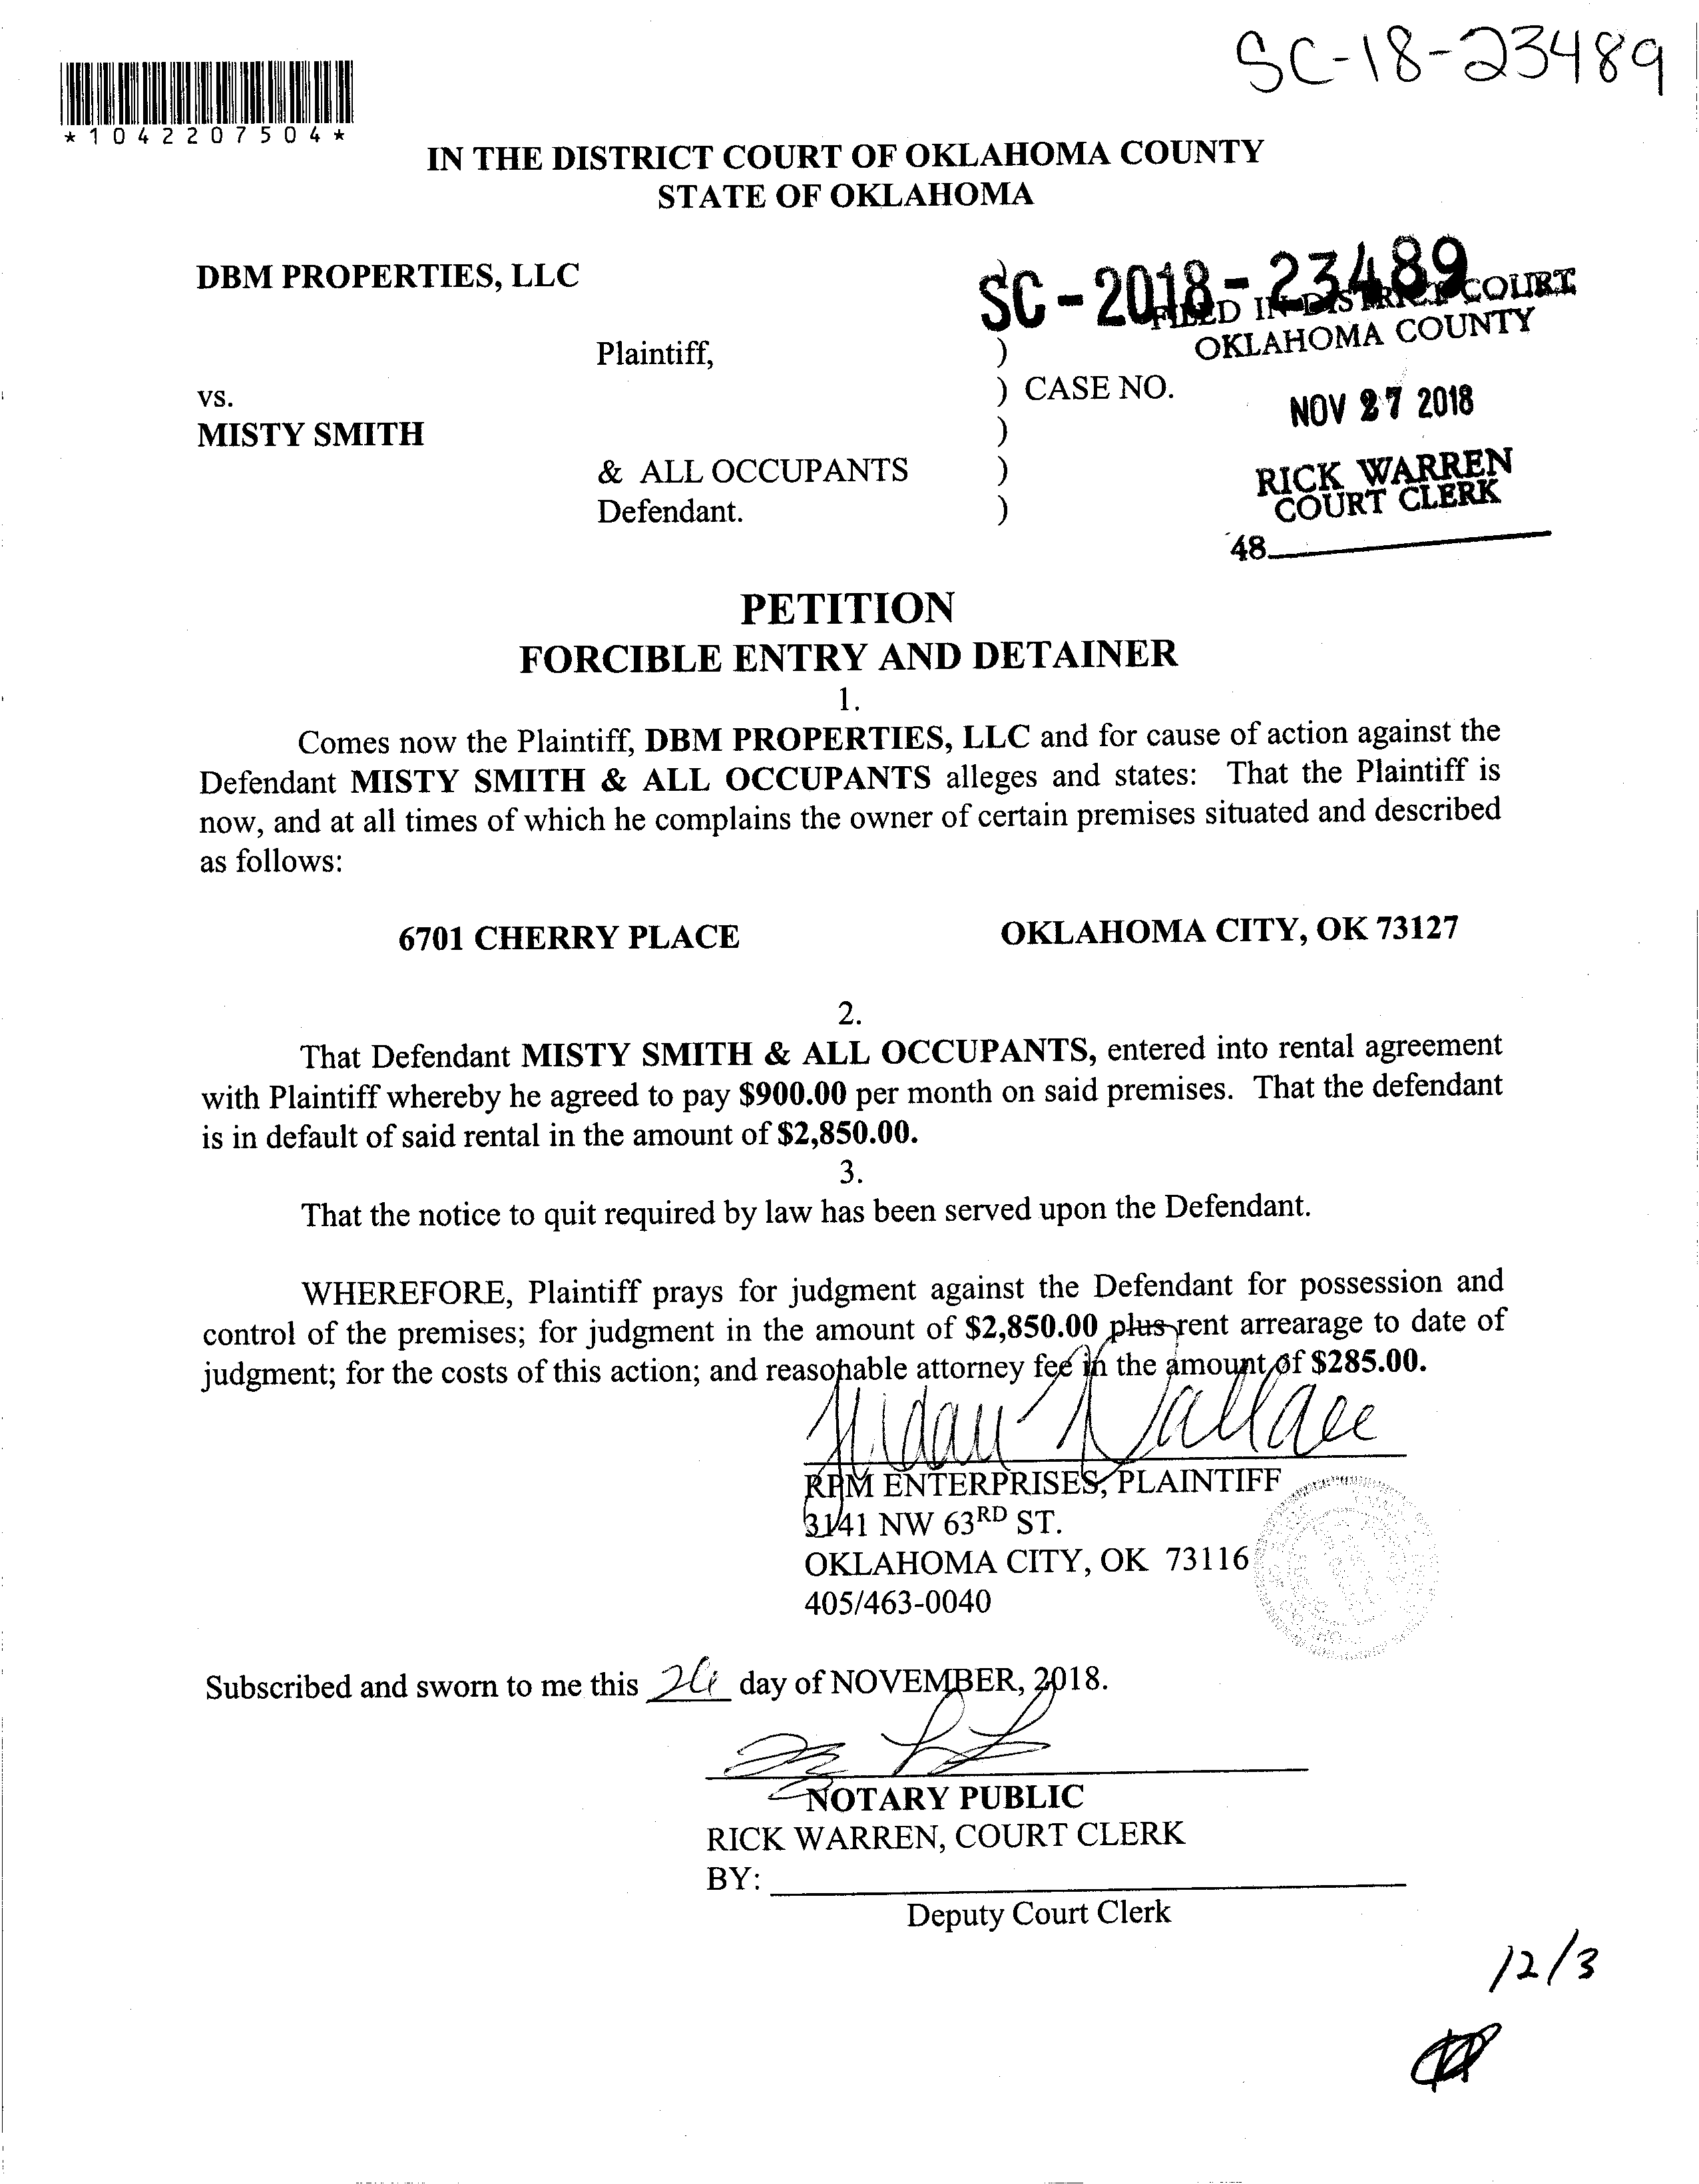 SC-18-23489
*1042207504*
IN THE DISTRICT COURT OF OKLAHOMA COUNTY
STATE OF OKLAHOMA
DBM PROPERTIES, LLC
SC-2018-23489
FILED IN DISTRICT COURT
OKLAHOMA COUNTY
Plaintiff, )
vs. ) CASE NO.
NOV 27 2018
MISTY SMITH )
& ALL OCCUPANTS )
Defendant. )
RICK WARREN
COURT CLERK
48
PETITION
FORCIBLE ENTRY AND DETAINER
1.
Comes now the Plaintiff, DBM PROPERTIES, LLC and for cause of action against the
Defendant MISTY SMITH & ALL OCCUPANTS alleges and states: That the Plaintiff is
now, and at all times of which he complains the owner of certain premises situated and described
as follows:
6701 CHERRY PLACE OKLAHOMA CITY, OK 73127
2.
That Defendant MISTY SMITH & ALL OCCUPANTS, entered into rental agreement
with Plaintiff whereby he agreed to pay $900.00 per month on said premises. That the defendant
is in default of said rental in the amount of $2,850.00.
3.
That the notice to quit required by law has been served upon the Defendant.
WHEREFORE, Plaintiff prays for judgment against the Defendant for possession and
control of the premises; for judgment in the amount of $2,850.00 plus rent arrearage to date of
judgment; for the costs of this action; and reasonable attorney fee in the amount of $285.00.
Wallace
RPM ENTERPRISES, PLAINTIFF
3141 NW 63RD ST.
OKLAHOMA CITY, OK 73116
405/463-0040
Subscribed and sworn to me this day of NOVEMBER, 2018.
NOTARY PUBLIC
RICK WARREN, COURT CLERK
BY:
Deputy Court Clerk
12/3